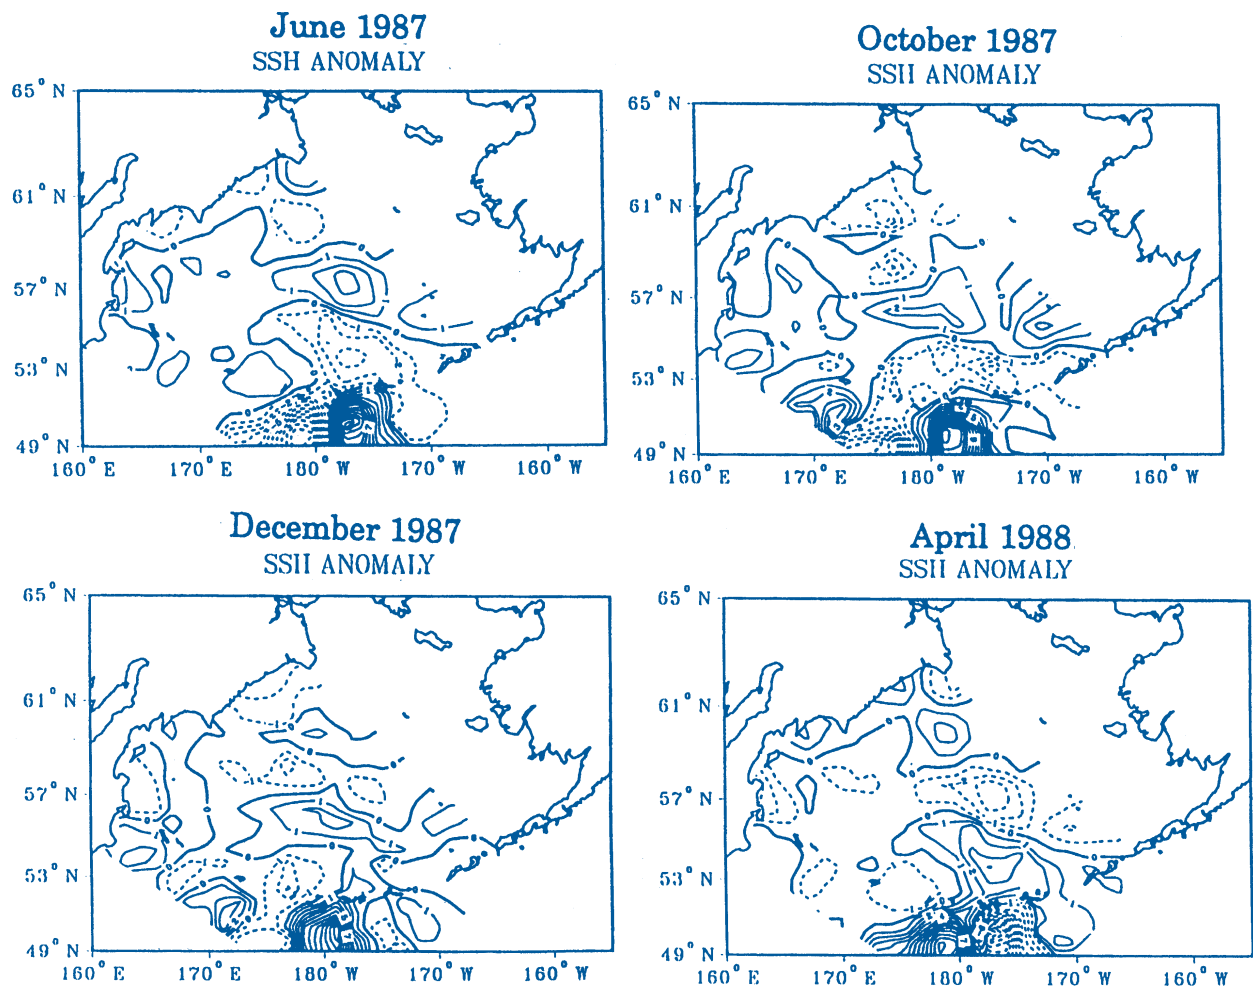 June 1987
SSH ANOMALY
65° N
61° N
57° N
53° N
49° N
160° E
170° E
180° W
170° W
160° W
October 1987
SSH ANOMALY
65° N
61° N
57° N
53° N
49° N
160° E
170° E
180° W
170° W
160° W
December 1987
SSH ANOMALY
65° N
61° N
57° N
53° N
49° N
160° E
170° E
180° W
170° W
160° W
April 1988
SSH ANOMALY
65° N
61° N
57° N
53° N
49° N
160° E
170° E
180° W
170° W
160° W